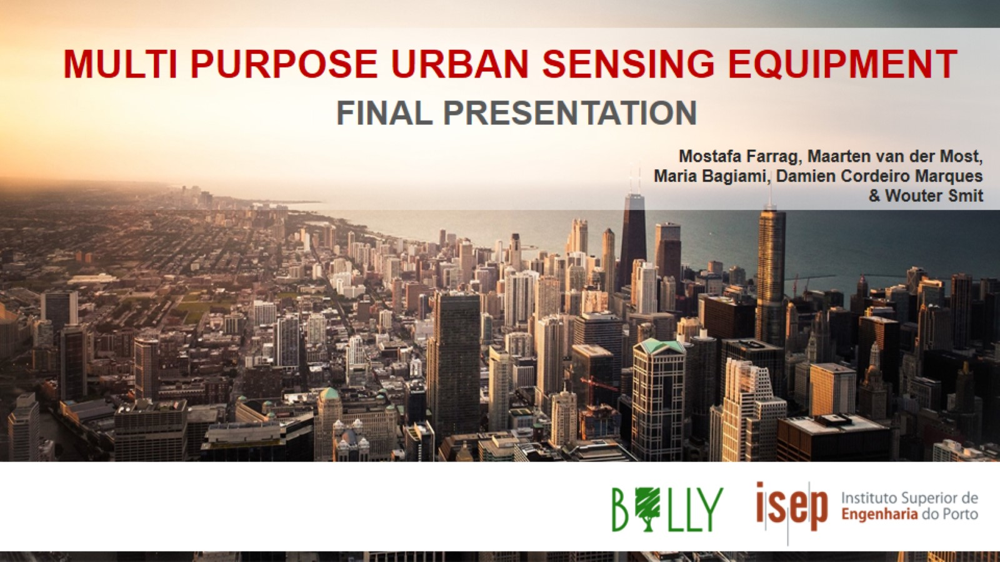 MULTI PURPOSE URBAN SENSING EQUIPMENT
FINAL PRESENTATION
Mostafa Farrag, Maarten van der Most,
Maria Bagiami, Damien Cordeiro Marques
& Wouter Smit
B LLY
isep
Instituto Superior de
Engenharia do Porto